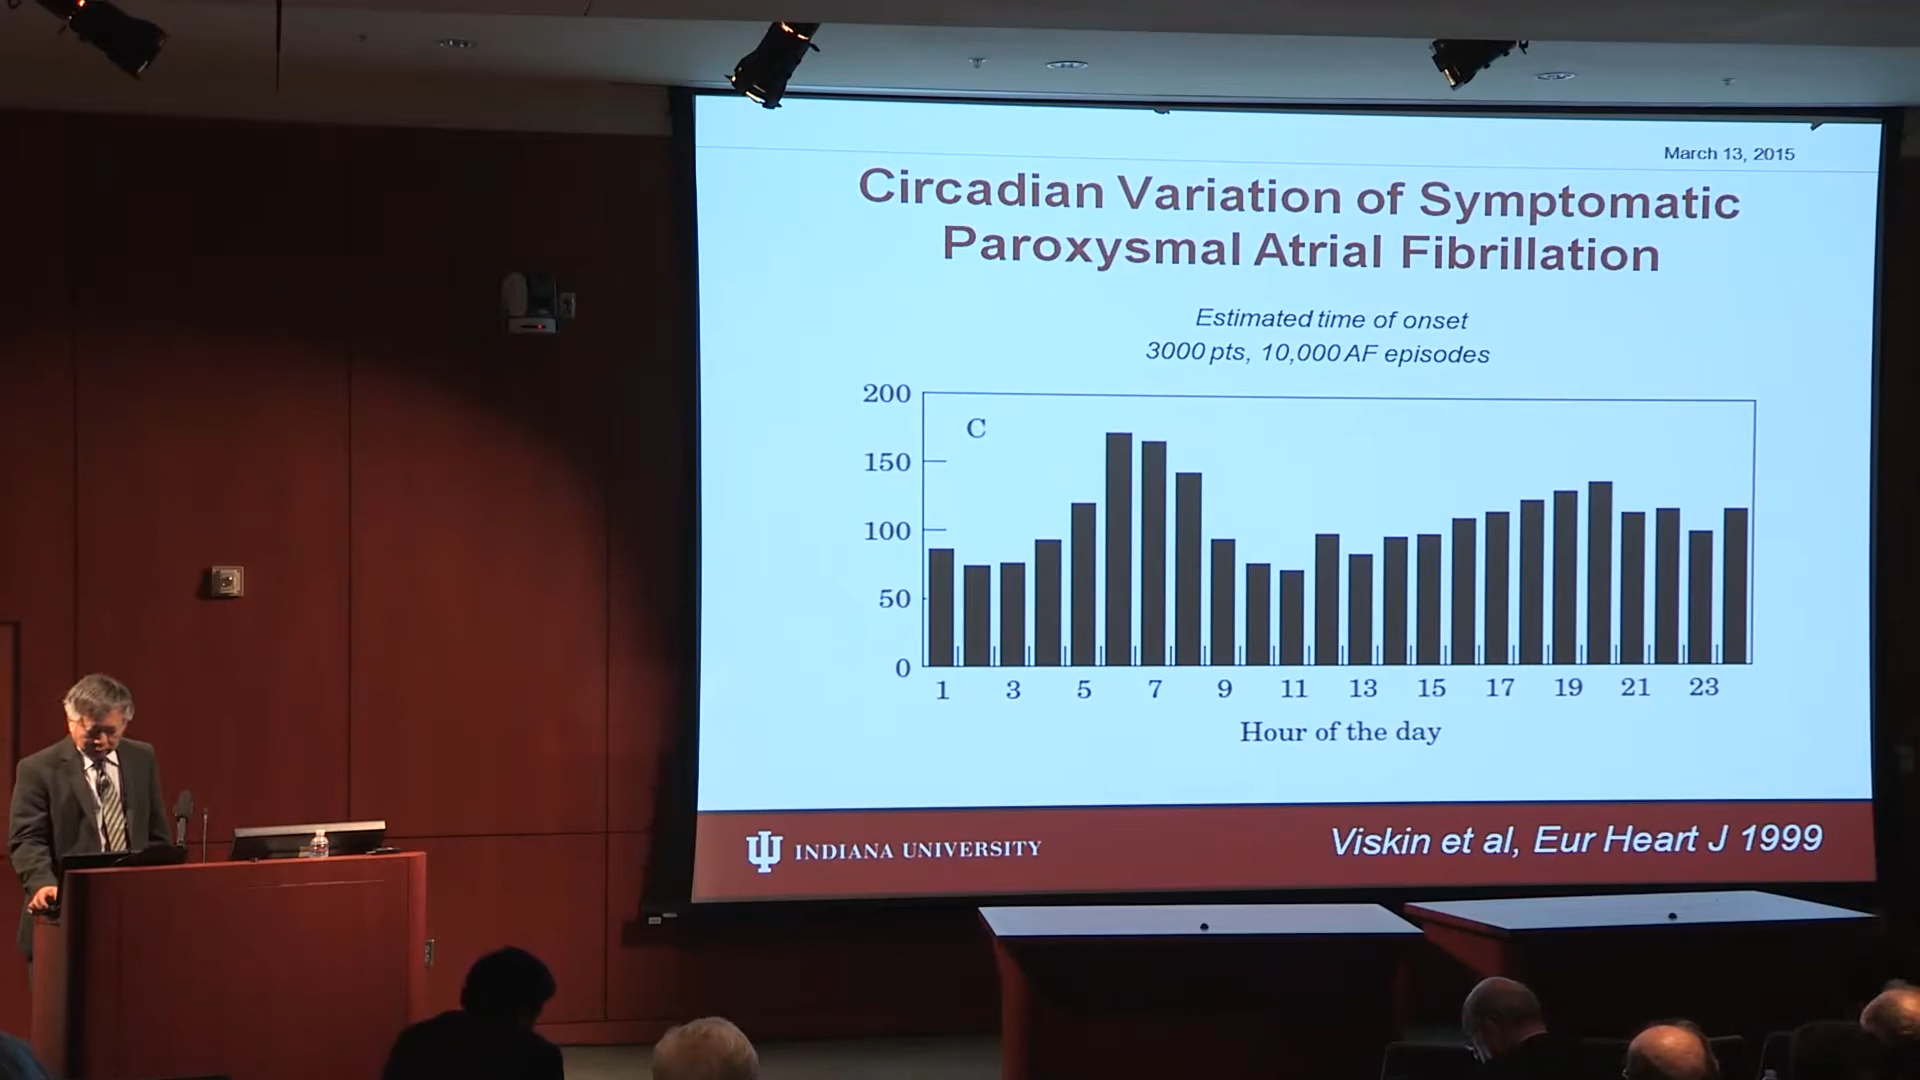 March 13, 2015
Circadian Variation of Symptomatic
Paroxysmal Atrial Fibrillation
Estimated time of onset
3000 pts, 10,000 AF episodes
200
C
150
100
50
0
1 3 5 7 9 11 13 15 17 19 21 23
Hour of the day
INDIANA UNIVERSITY
Viskin et al, Eur Heart J 1999